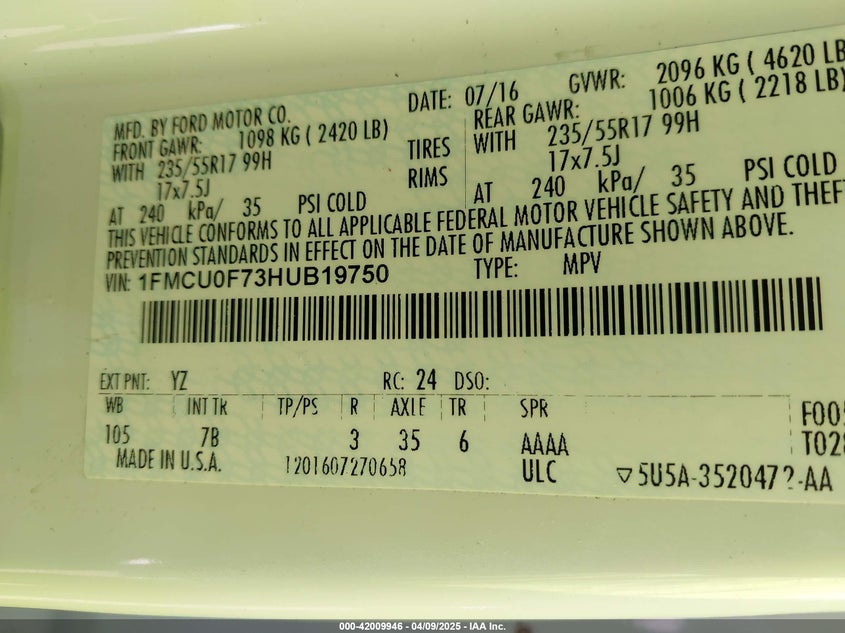 MFD. BY FORD MOTOR CO.
DATE: 07/16 GVWR: 2096 KG ( 4620 LB
FRONT GAWR: 1098 KG ( 2420 LB) REAR GAWR: 1006 KG ( 2218 LB)
WITH 235/55R17 99H TIRES WITH 235/55R17 99H
17x7.5J RIMS 17x7.5J
AT 240 kPa/ 35 PSI COLD AT 240 kPa/ 35 PSI COLD
THIS VEHICLE CONFORMS TO ALL APPLICABLE FEDERAL MOTOR VEHICLE SAFETY AND THEFT
PREVENTION STANDARDS IN EFFECT ON THE DATE OF MANUFACTURE SHOWN ABOVE.
VIN: 1FMCU0F73HUB19750 TYPE: MPV
EXT PNT: YZ RC: 24 DSO:
WB INT TR TP/PS R AXLE TR SPR
105 7B 3 35 6 AAAA
F005
T028
MADE IN U.S.A. 1201607270658 ULC ▽5U5A-3520472-AA
000-42009946 - 04/09/2025 - IAA Inc.